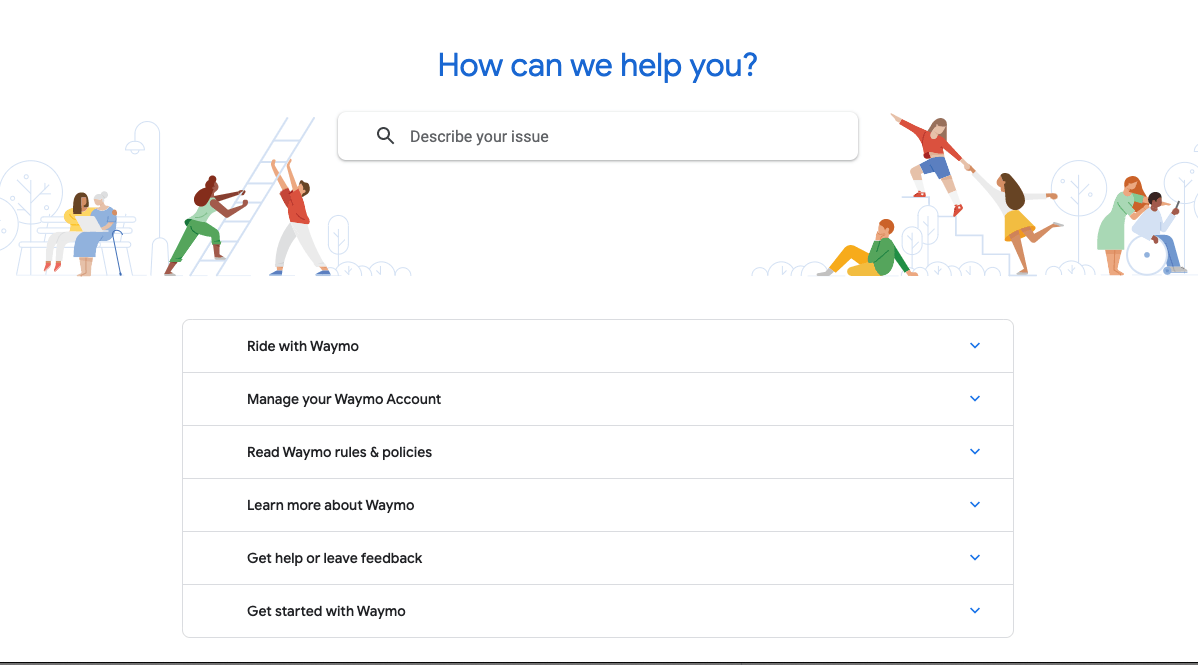 How can we help you?
Describe your issue
Ride with Waymo
Manage your Waymo Account
Read Waymo rules & policies
Learn more about Waymo
Get help or leave feedback
Get started with Waymo